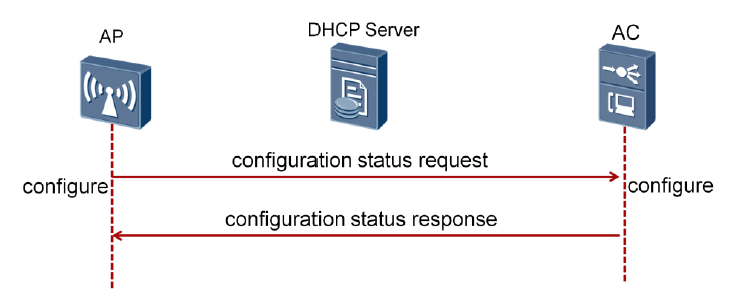 AP
DHCP Server
AC
configuration status request
configure
configure
configuration status response